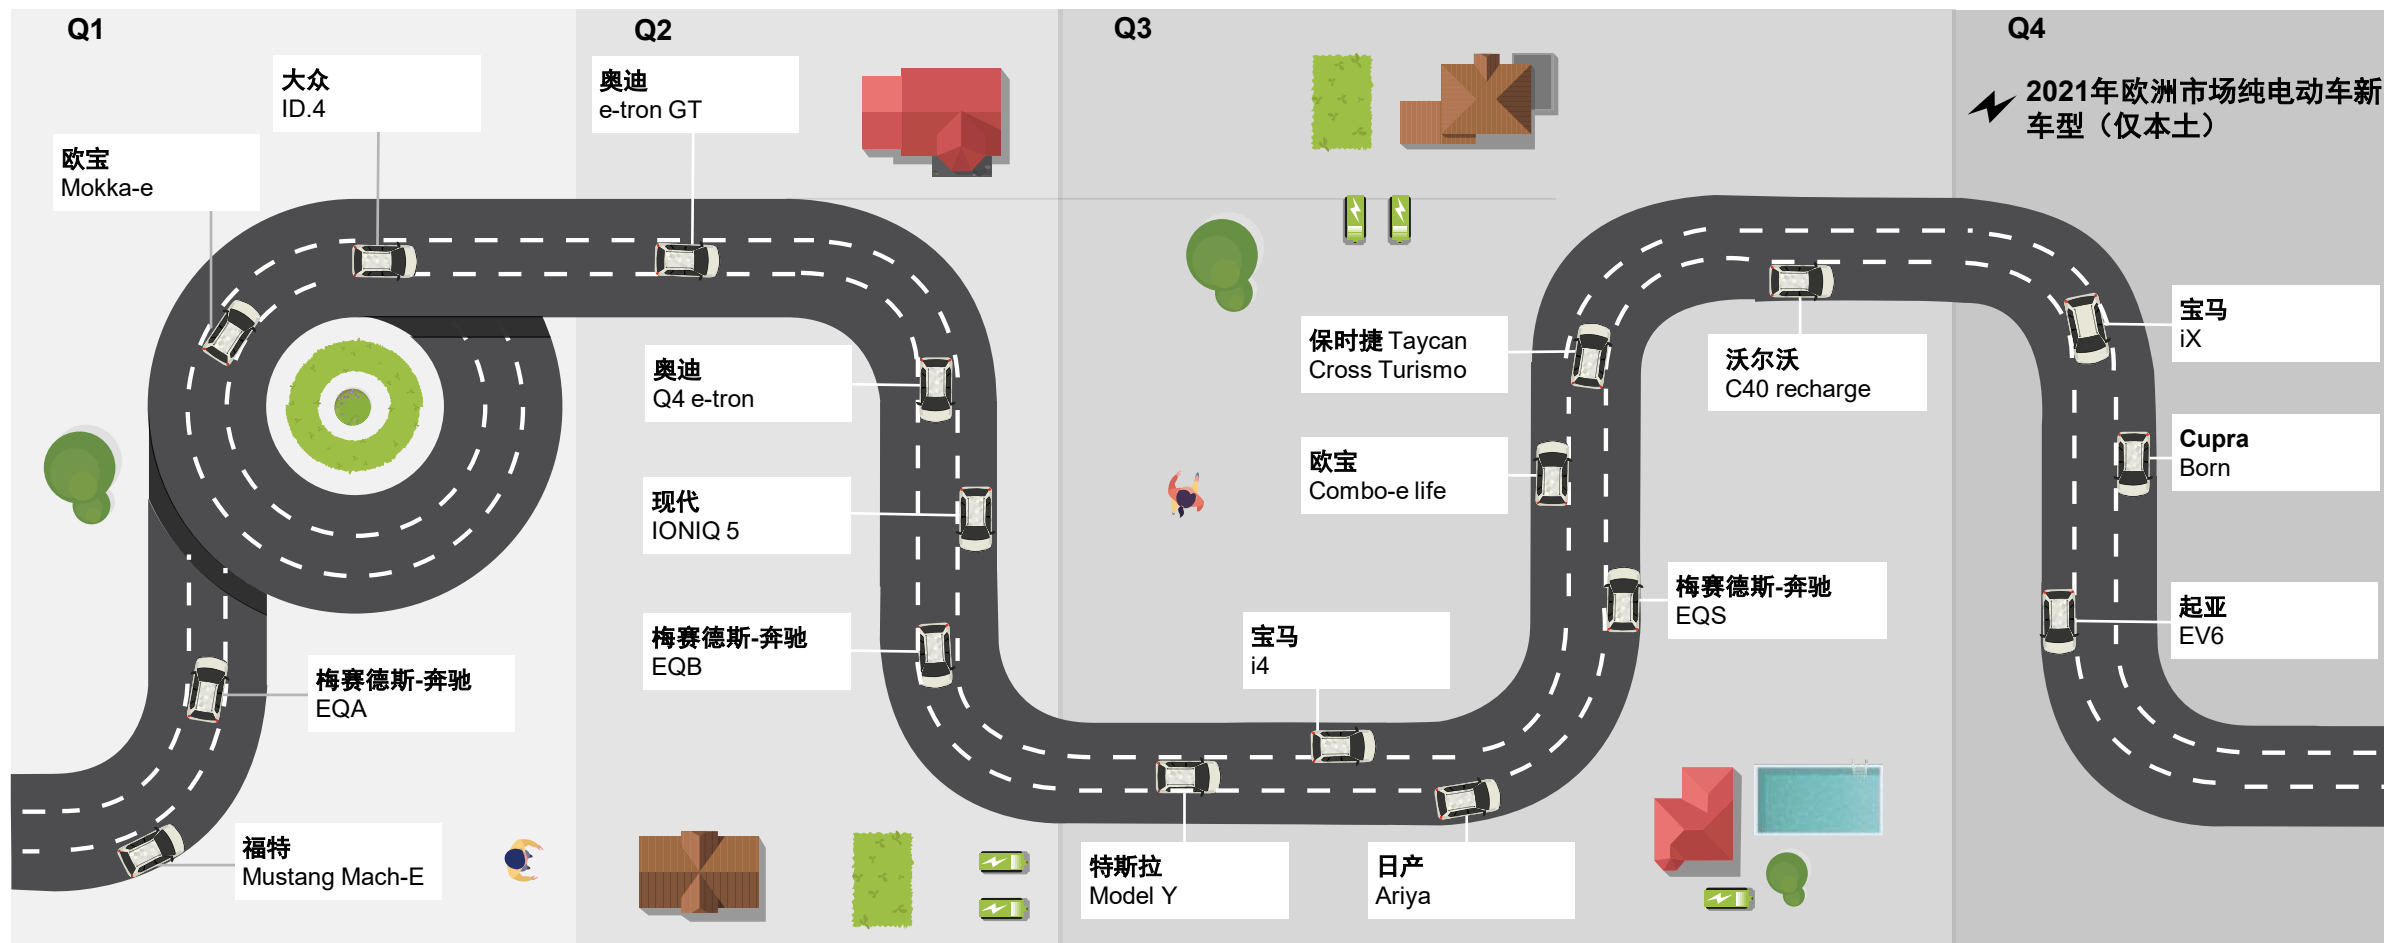 Q1
Q2
Q3
Q4
2021年欧洲市场纯电动车新
车型（仅本土）
大众
ID.4
欧宝
Mokka-e
梅赛德斯-奔驰
EQA
福特
Mustang Mach-E
奥迪
e-tron GT
奥迪
Q4 e-tron
现代
IONIQ 5
梅赛德斯-奔驰
EQB
保时捷 Taycan
Cross Turismo
欧宝
Combo-e life
宝马
i4
特斯拉
Model Y
日产
Ariya
梅赛德斯-奔驰
EQS
沃尔沃
C40 recharge
宝马
iX
Cupra
Born
起亚
EV6